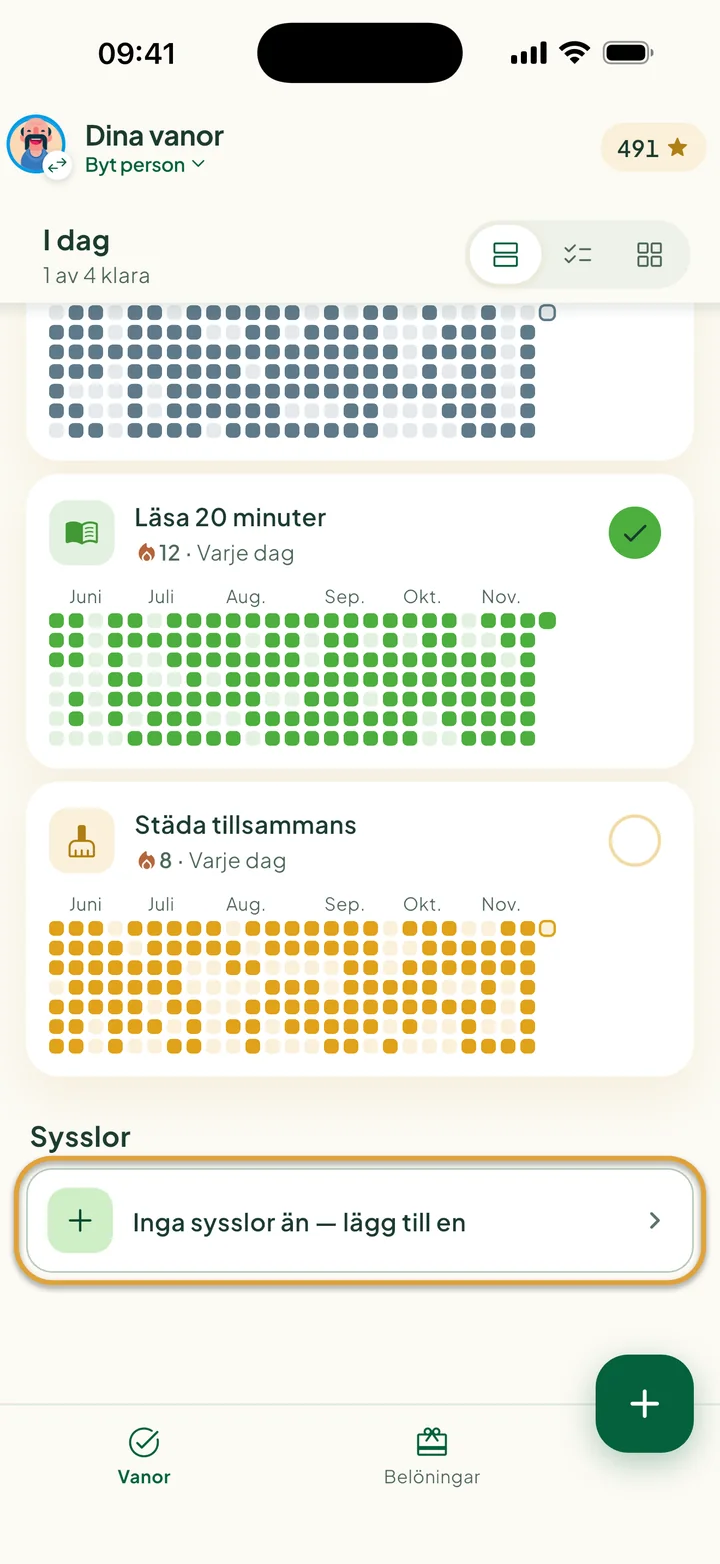 09:41
Dina vanor
Byt person
491
I dag
1 av 4 klara
Läsa 20 minuter
12 · Varje dag
Juni Juli Aug. Sep. Okt. Nov.
Städa tillsammans
8 · Varje dag
Juni Juli Aug. Sep. Okt. Nov.
Sysslor
Inga sysslor än — lägg till en
Vanor
Belöningar